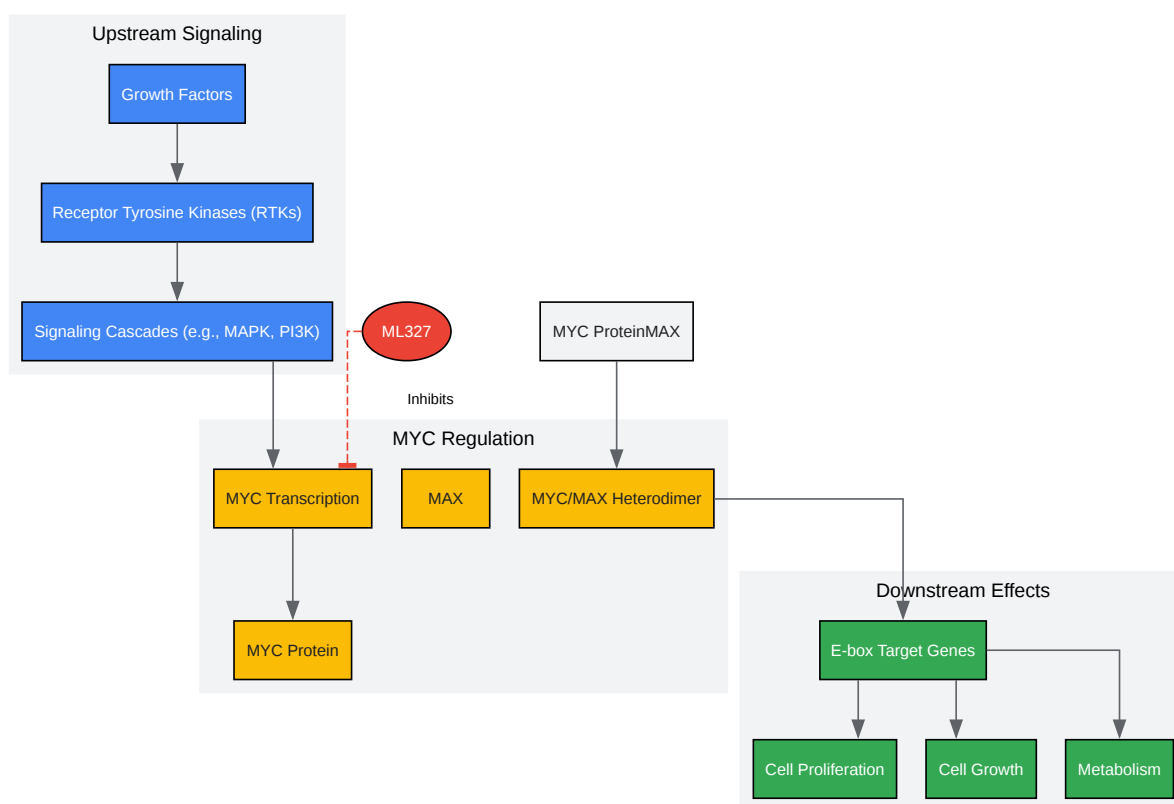 Upstream Signaling
Growth Factors
Receptor Tyrosine Kinases (RTKs)
Signaling Cascades (e.g., MAPK, PI3K)
ML327
MYC ProteinMAX
Inhibits
MYC Regulation
MYC Transcription
MAX
MYC/MAX Heterodimer
MYC Protein
Downstream Effects
E-box Target Genes
Cell Proliferation
Cell Growth
Metabolism